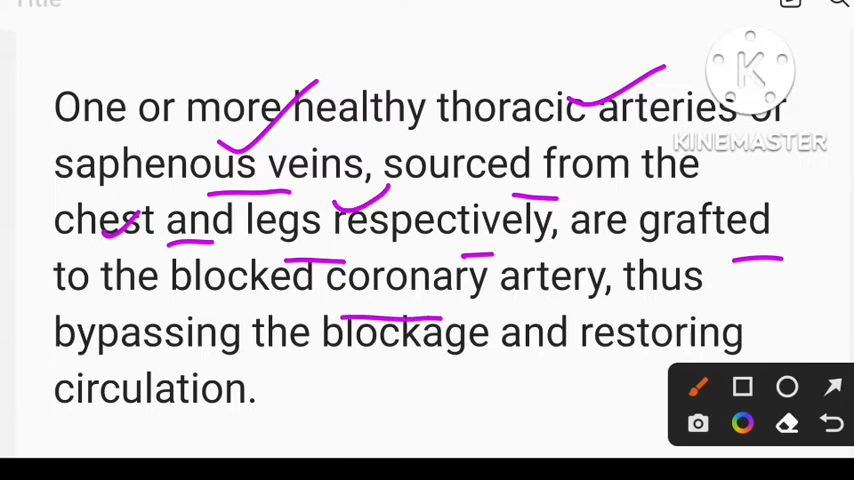 Title
One or more healthy thoracic arteries or
saphenous veins, sourced from the
chest and legs respectively, are grafted
to the blocked coronary artery, thus
bypassing the blockage and restoring
circulation.
K
KINEMASTER